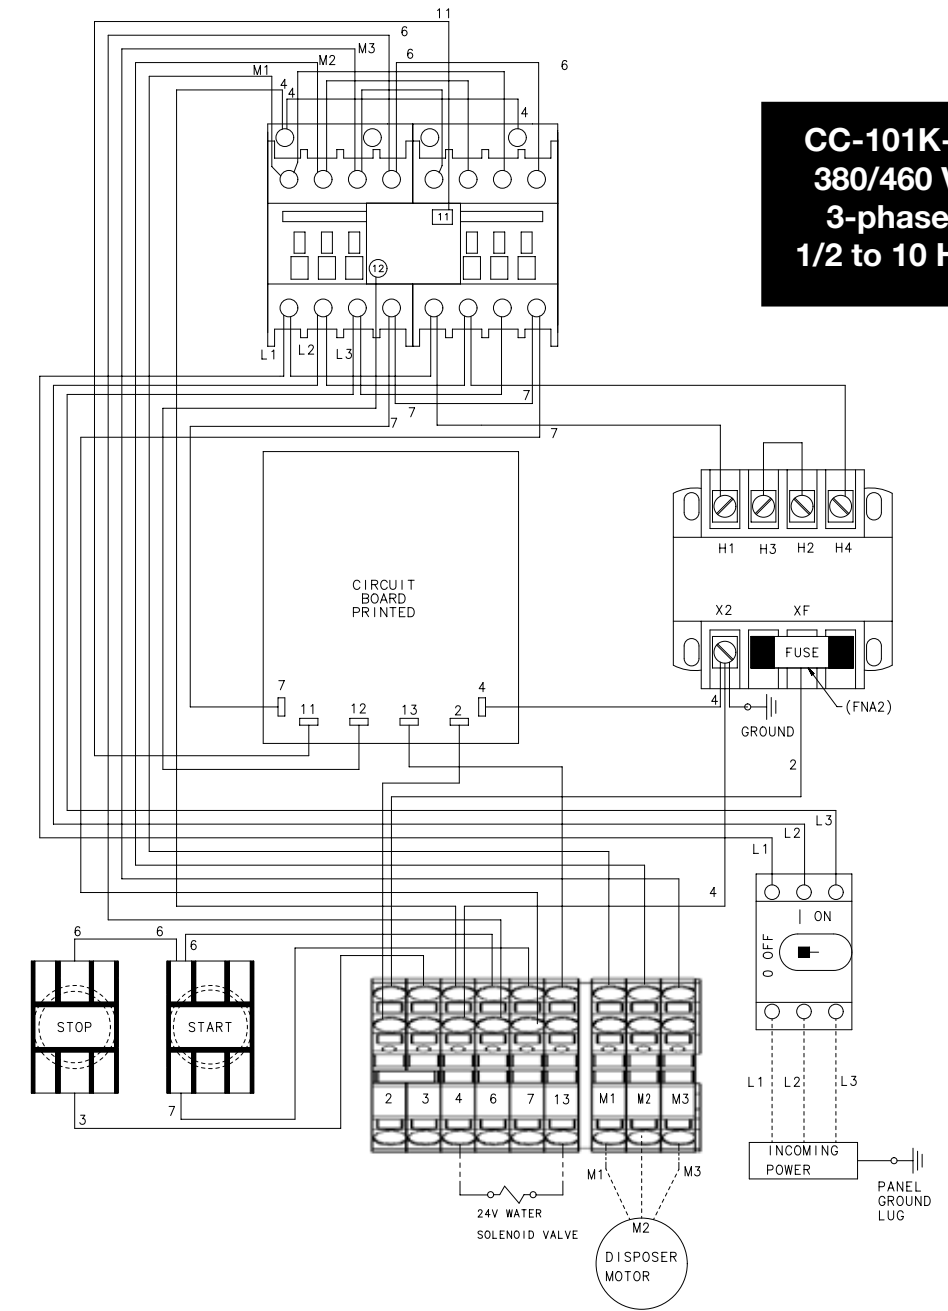 11
6
M3
6
M2
6
M1
4
4
4
CC-101K-
380/460 V
3-phase
1/2 to 10 H
11
12
L1
L2
L3
7
7
7
7
CIRCUIT
BOARD
PRINTED
H1 H3 H2 H4
X2 XF
FUSE
(FNA2)
4
GROUND
7
11 12 13 2
4
2
L3
L2
L1
4
| ON
O OFF
6 6
6
STOP START
3
7
2 3 4 6 7 13 M1 M2 M3
L1 L2 L3
INCOMING
POWER
PANEL
GROUND
LUG
M1 M3
24V WATER
SOLENOID VALVE
M2
DISPOSER
MOTOR